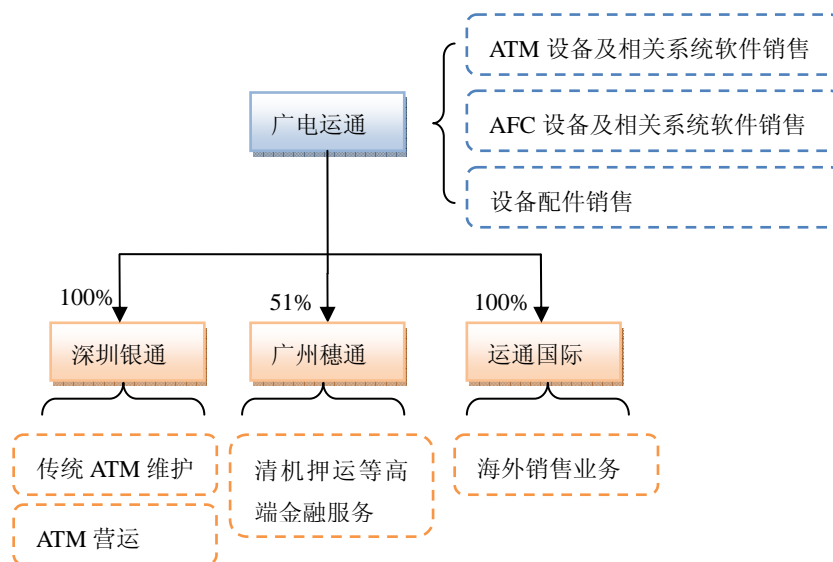 ATM 设备及相关系统软件销售
广电运通
AFC 设备及相关系统软件销售
设备配件销售
100%
51%
100%
深圳银通
广州穗通
运通国际
传统 ATM 维护
清机押运等高
端金融服务
海外销售业务
ATM 营运